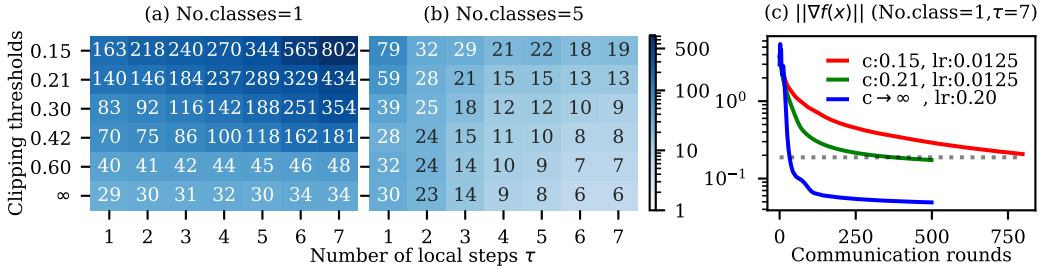 (a) No.classes=1
(b) No.classes=5
(c) ||∇f(x)|| (No.class=1,τ=7)
Clipping thresholds
0.15 163 218 240 270 344 565 802
0.21 140 146 184 237 289 329 434
0.30 83 92 116 142 188 251 354
0.42 70 75 86 100 118 162 181
0.60 40 41 42 44 45 46 48
∞ 29 30 31 32 30 34 34
1 2 3 4 5 6 7
79 32 29 21 22 18 19
59 28 21 15 15 13 13
39 25 18 12 12 10 9
28 24 15 11 10 8 8
32 24 14 10 9 7 7
30 23 14 9 8 6 6
1 2 3 4 5 6 7
Number of local steps τ
500
100
10
1
c:0.15, lr:0.0125
c:0.21, lr:0.0125
c→∞ , lr:0.20
10⁰
10⁻¹
0 250 500 750
Communication rounds